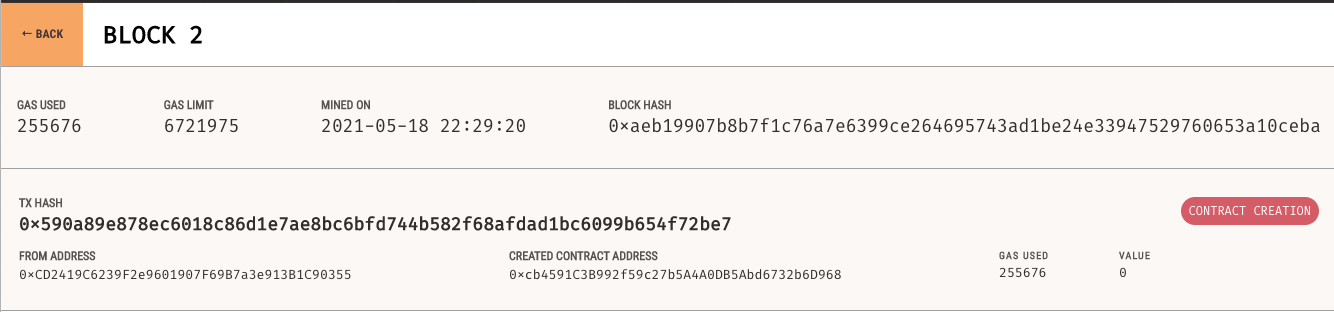 ← BACK BLOCK 2
GAS USED GAS LIMIT MINED ON BLOCK HASH
255676 6721975 2021-05-18 22:29:20 0×aeb19907b8b7f1c76a7e6399ce264695743ad1be24e33947529760653a10ceba
TX HASH
0×590a89e878ec6018c86d1e7ae8bc6bfd744b582f68afdad1bc6099b654f72be7 CONTRACT CREATION
FROM ADDRESS CREATED CONTRACT ADDRESS GAS USED VALUE
0×CD2419C6239F2e9601907F69B7a3e913B1C90355 0×cb4591C3B992f59c27b5A4A0DB5Abd6732b6D968 255676 0